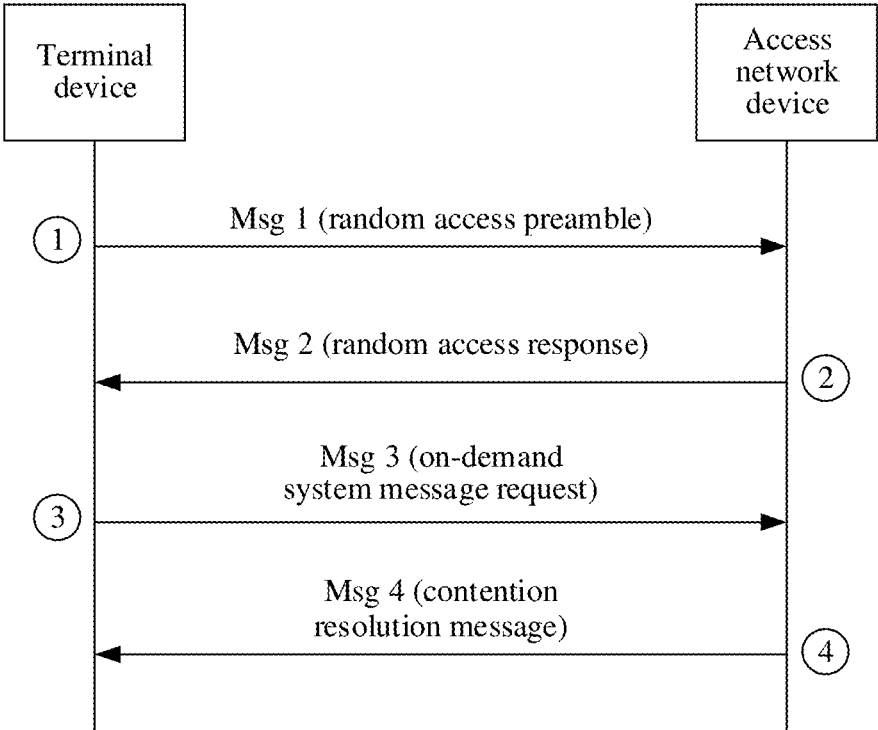 Terminal
device
Access
network
device
Msg 1 (random access preamble)
1
Msg 2 (random access response)
2
Msg 3 (on-demand
system message request)
3
Msg 4 (contention
resolution message)
4